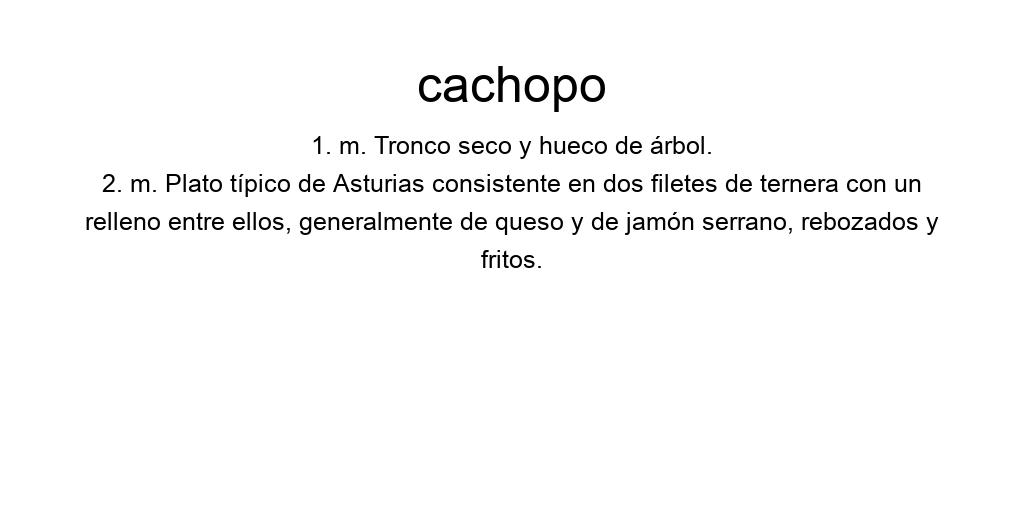 cachopo
1. m. Tronco seco y hueco de árbol.
2. m. Plato típico de Asturias consistente en dos filetes de ternera con un
relleno entre ellos, generalmente de queso y de jamón serrano, rebozados y
fritos.